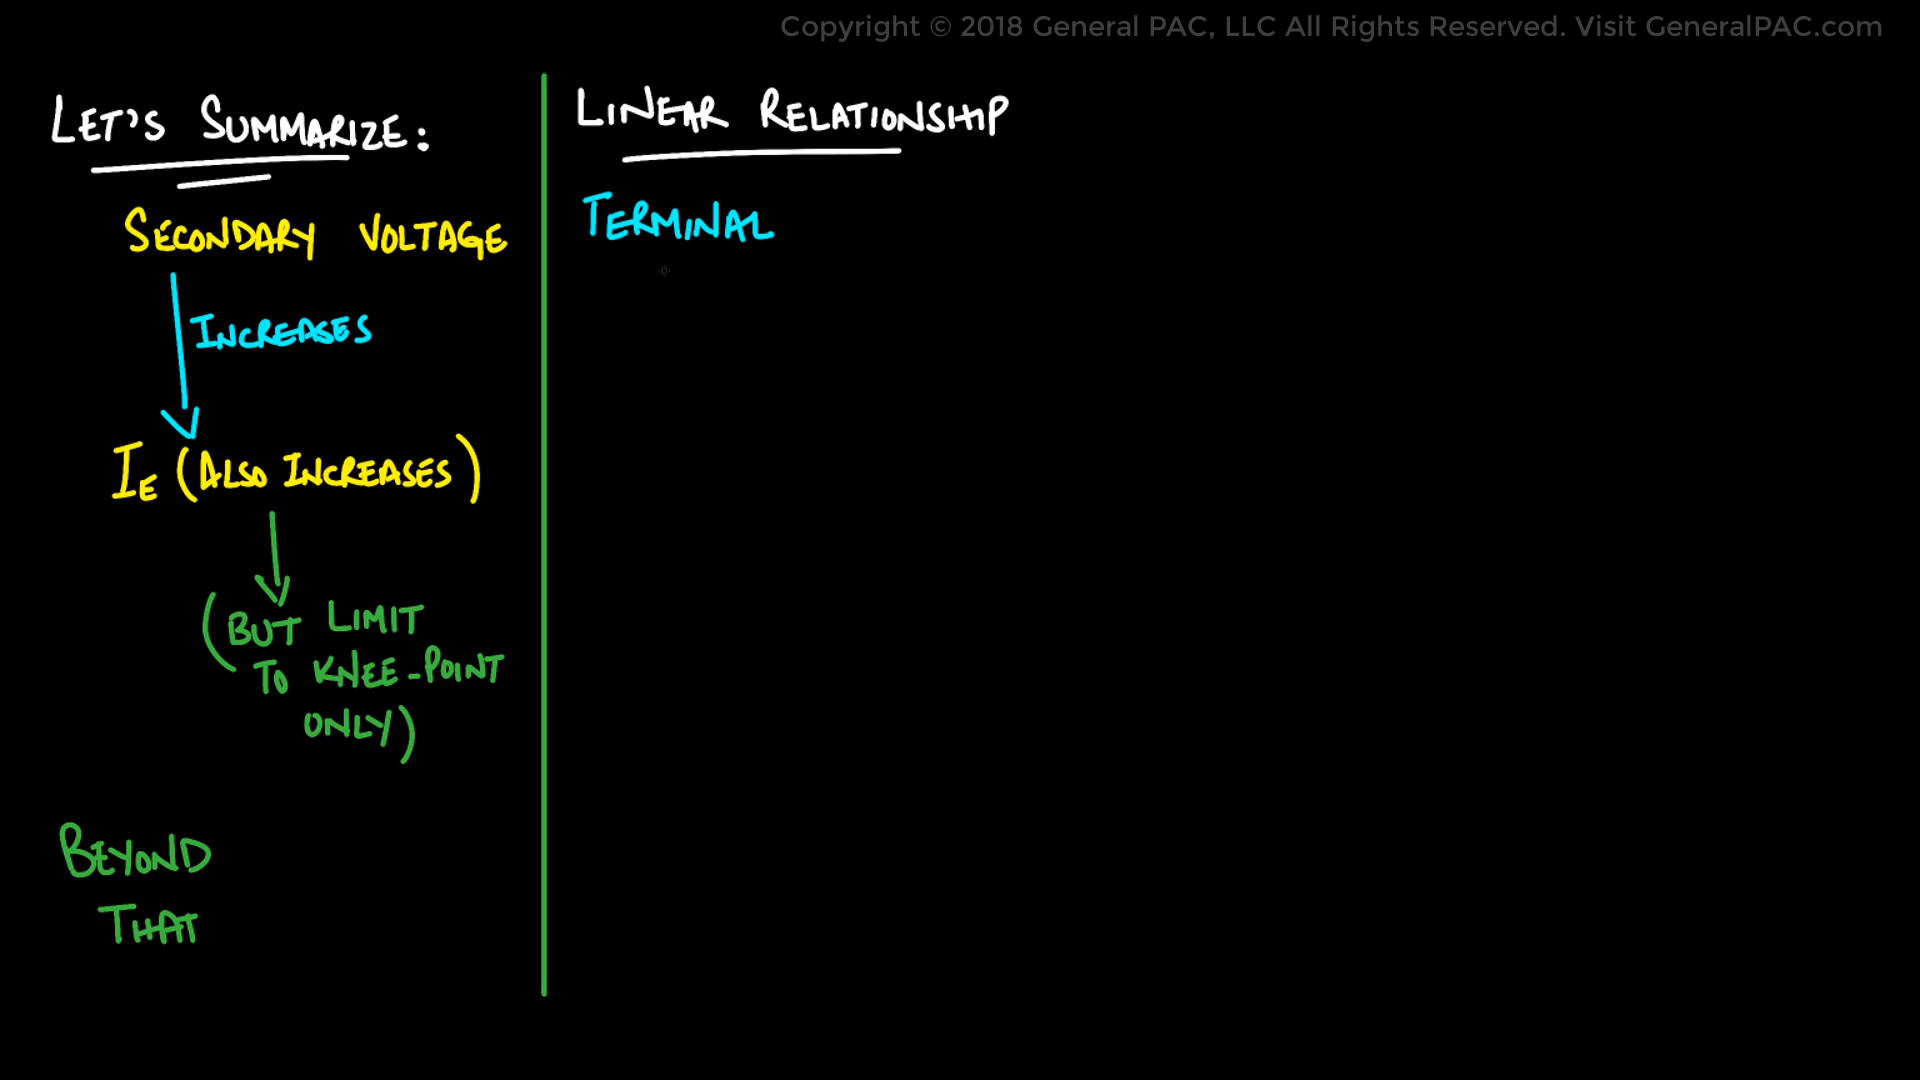 Copyright © 2018 General PAC, LLC All Rights Reserved. Visit GeneralPAC.com
LET'S SUMMARIZE:
SECONDARY VOLTAGE
INCREASES
IE (ALSO INCREASES)
(BUT LIMIT
TO KNEE-POINT
ONLY)
BEYOND
THAT
LINEAR RELATIONSHIP
TERMINAL